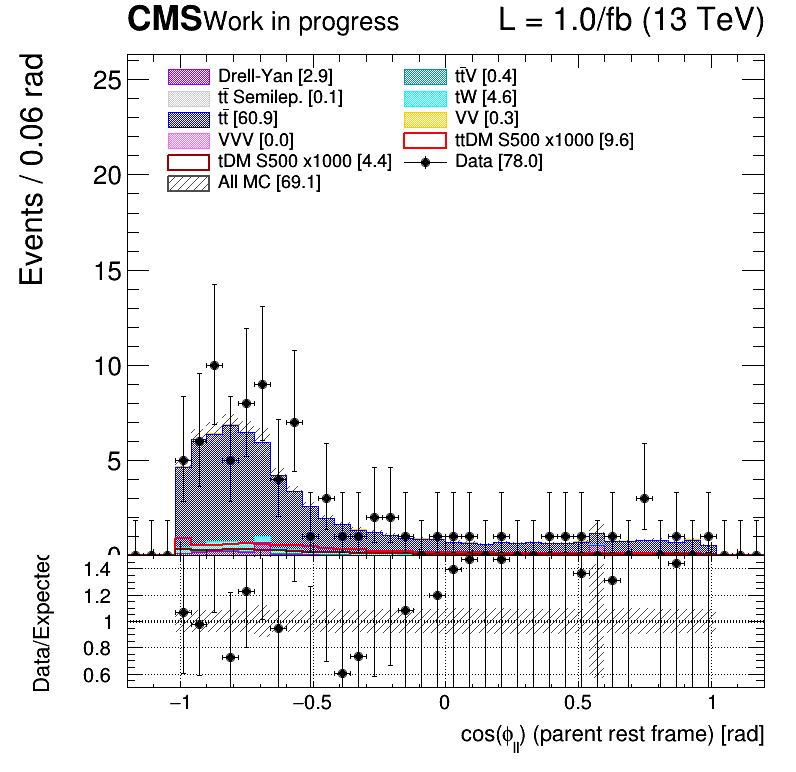 CMS Work in progress L = 1.0/fb (13 TeV)
Events / 0.06 rad
25
20
15
10
5
0
Drell-Yan [2.9]
tt̄V [0.4]
tt̄ Semilep. [0.1]
tW [4.6]
tt̄ [60.9]
VV [0.3]
VVV [0.0]
ttDM S500 x1000 [9.6]
tDM S500 x1000 [4.4]
Data [78.0]
All MC [69.1]
Data/Expected
1.4
1.2
1
0.8
0.6
−1 −0.5 0 0.5 1
cos(ϕ_ll) (parent rest frame) [rad]